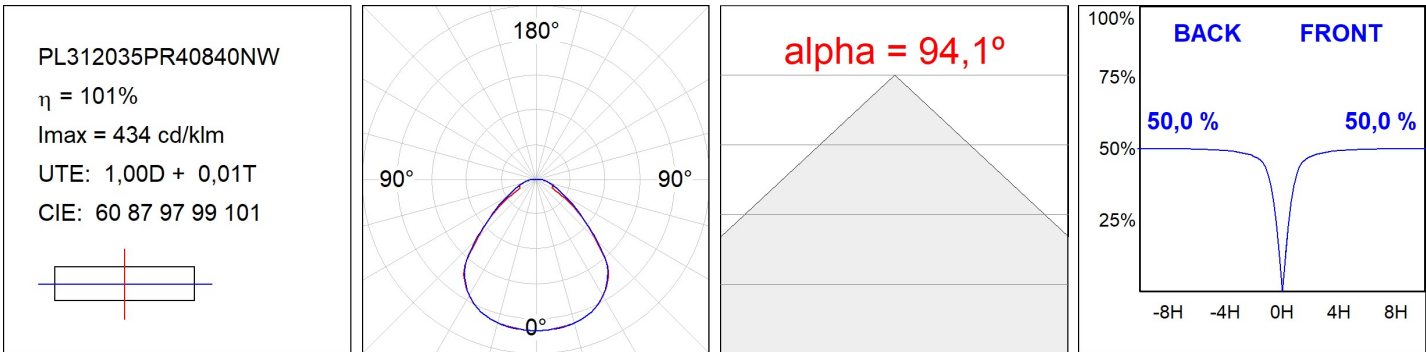 PL312035PR40840NW
η = 101%
Imax = 434 cd/klm
UTE: 1,00D + 0,01T
CIE: 60 87 97 99 101
180°
90° 90°
0°
alpha = 94,1º
100%
BACK FRONT
75%
50,0 % 50,0 %
50%
25%
-8H -4H 0H 4H 8H